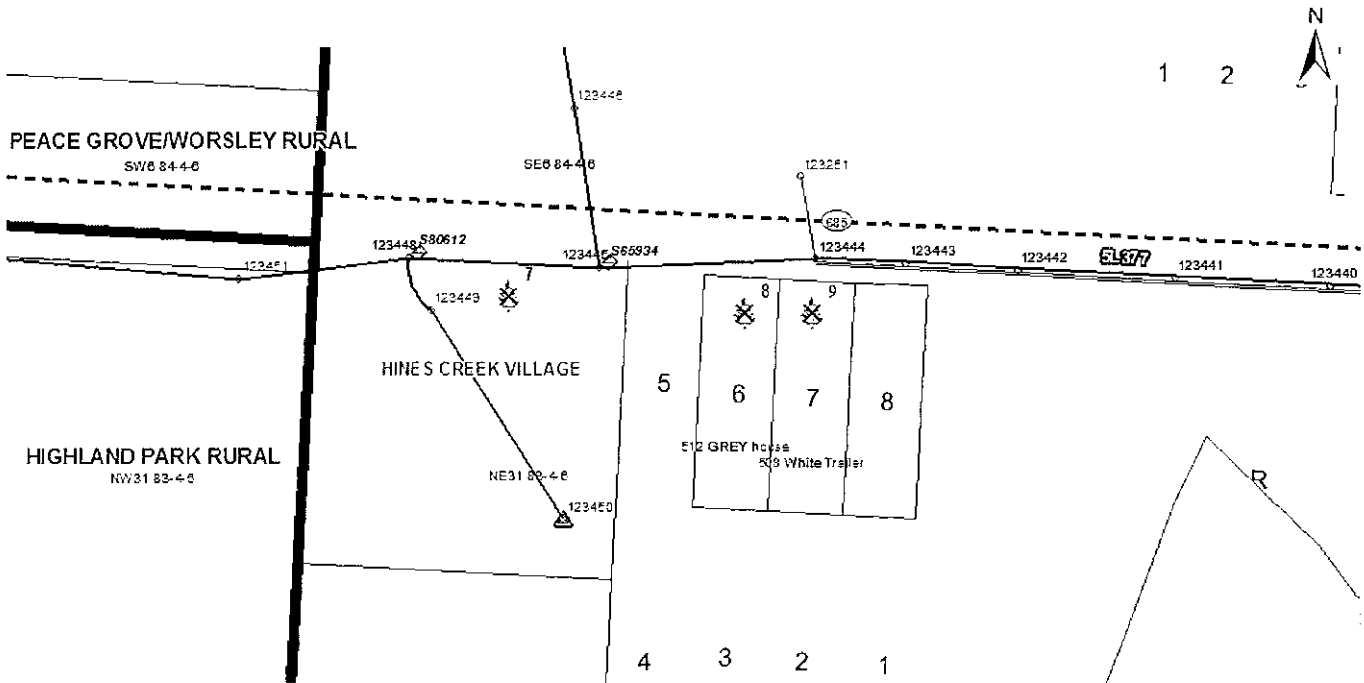 N
1 2
123446
PEACE GROVE/WORSLEY RURAL
SW6 84-4-6
SE6 84-4-6
123251
685
123448 S80612
S65934
123444
123443
123442
SL877
123441
123440
123451
7
123449
8
9
HINES CREEK VILLAGE
5
6
7
8
HIGHLAND PARK RURAL
NW31 83-4-6
512 GREY house
White Trailer
NE31 83-4-6
123450
R
4 3 2 1